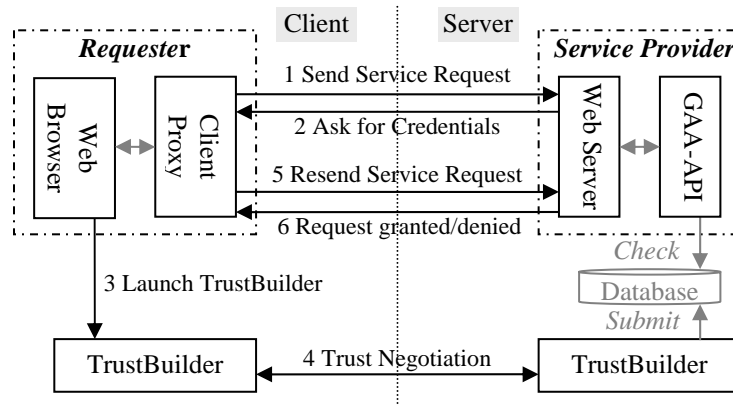 Client
Server
Requester
Service Provider
1 Send Service Request
2 Ask for Credentials
Web
Browser
Client
Proxy
Web Server
GAA-API
5 Resend Service Request
6 Request granted/denied
Check
3 Launch TrustBuilder
Database
Submit
TrustBuilder
4 Trust Negotiation
TrustBuilder